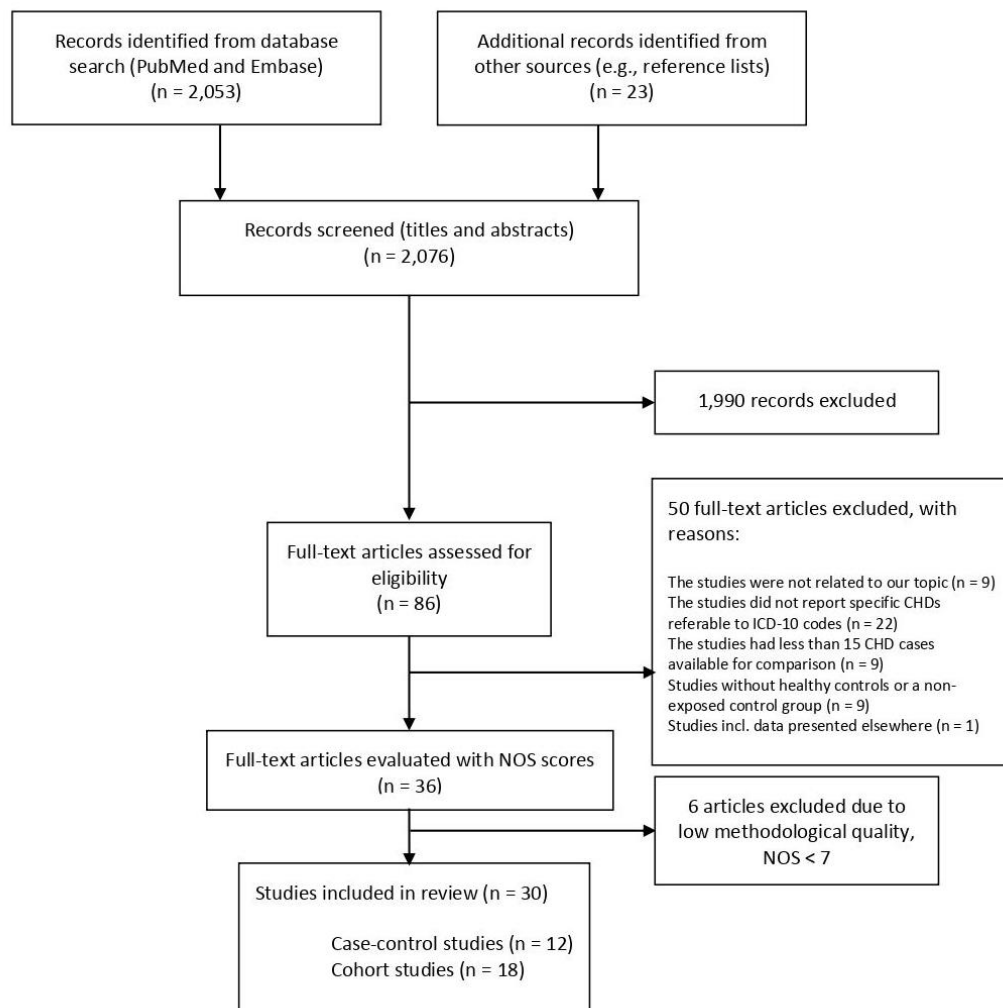 Records identified from database
search (PubMed and Embase)
(n = 2,053)
Additional records identified from
other sources (e.g., reference lists)
(n = 23)
Records screened (titles and abstracts)
(n = 2,076)
1,990 records excluded
Full-text articles assessed for
eligibility
(n = 86)
50 full-text articles excluded, with
reasons:
The studies were not related to our topic (n = 9)
The studies did not report specific CHDs
referable to ICD-10 codes (n = 22)
The studies had less than 15 CHD cases
available for comparison (n = 9)
Studies without healthy controls or a non-
exposed control group (n = 9)
Studies incl. data presented elsewhere (n = 1)
Full-text articles evaluated with NOS scores
(n = 36)
6 articles excluded due to
low methodological quality,
NOS < 7
Studies included in review (n = 30)
Case-control studies (n = 12)
Cohort studies (n = 18)